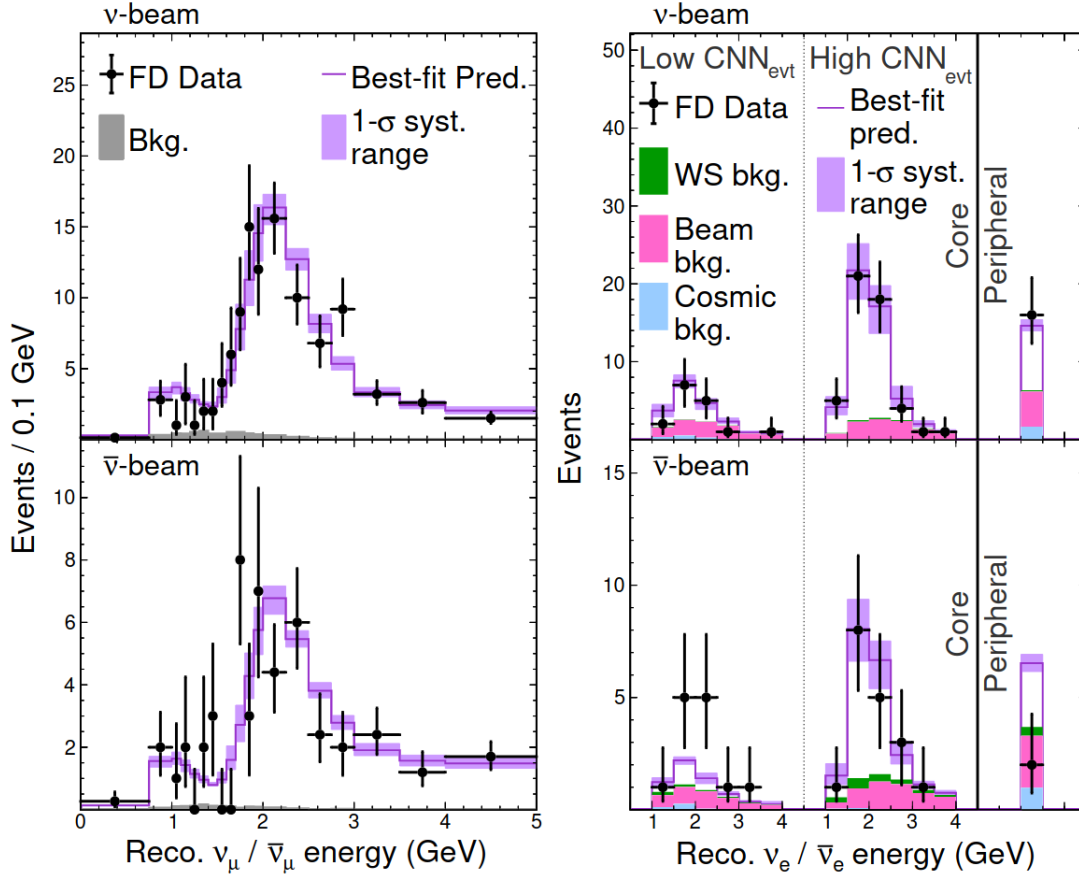 ν-beam
25
20
15
10
5
FD Data
Bkg.
Best-fit Pred.
1-σ syst.
range
ν̄-beam
10
8
6
4
2
Events / 0.1 GeV
0 1 2 3 4 5
Reco. νμ / ν̄μ energy (GeV)
ν-beam
50
40
30
20
10
Low CNNevt
High CNNevt
FD Data
WS bkg.
Beam
bkg.
Cosmic
bkg.
Best-fit
pred.
1-σ syst.
range
Core
Peripheral
ν̄-beam
15
10
5
Core
Peripheral
Events
1 2 3 4 1 2 3 4
Reco. νe / ν̄e energy (GeV)